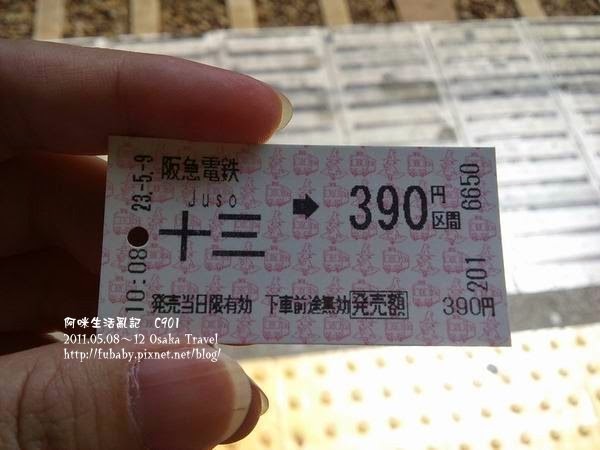 阪急電鉄
Juso
十三 ➡ 390円区間
発売当日限有効 下車前途無効 発売額 390円
23.-5.-9
10:08
201 6650
阿咪生活亂記 C901
2011.05.08~12 Osaka Travel
http://fubaby.pixnet.net/blog/